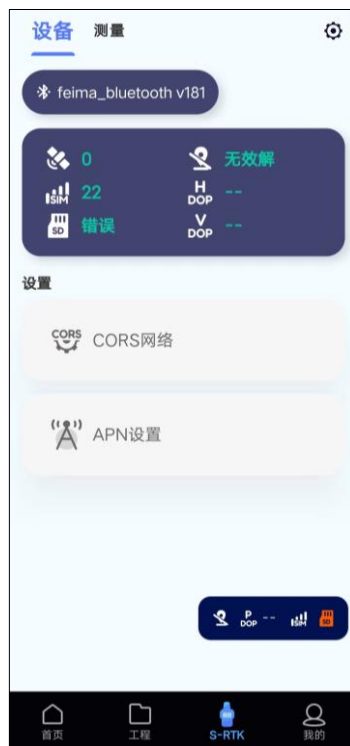 设备 测量
feima_bluetooth v181
0 无效解
SIM 22 H DOP --
SD 错误 V DOP --
设置
CORS CORS网络
APN设置
P DOP -- SIM SD
首页 工程 S-RTK 我的